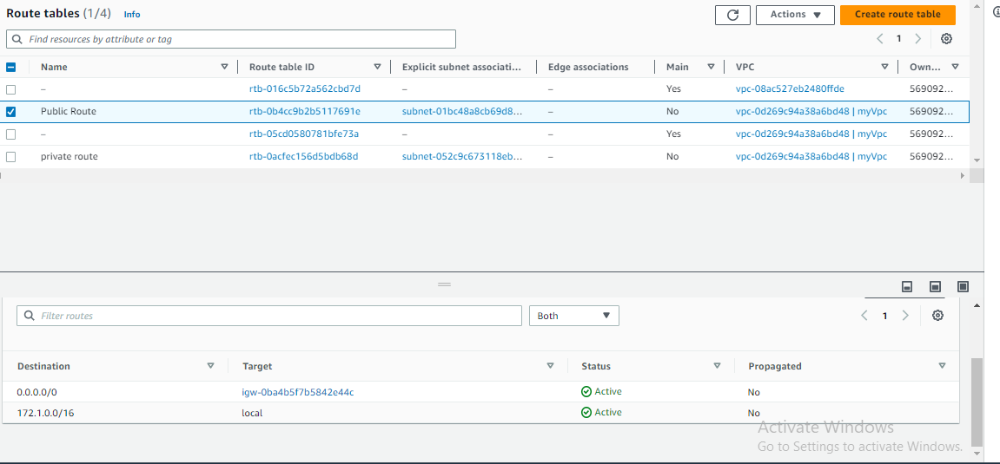 Route tables (1/4) Info
Actions
Create route table
Find resources by attribute or tag
1
Name Route table ID Explicit subnet associati... Edge associations Main VPC Own...
– rtb-016c5b72a562cbd7d – – Yes vpc-08ac527eb2480ffde 569092...
Public Route rtb-0b4cc9b2b5117691e subnet-01bc48a8cb69d8... – No vpc-0d269c94a38a6bd48 | myVpc 569092...
– rtb-05cd0580781bfe73a – – Yes vpc-0d269c94a38a6bd48 | myVpc 569092...
private route rtb-0acfec156d5bdb68d subnet-052c9c673118eb... – No vpc-0d269c94a38a6bd48 | myVpc 569092...
Filter routes
Both
1
Destination Target Status Propagated
0.0.0.0/0 igw-0ba4b5f7b5842e44c Active No
172.1.0.0/16 local Active No
Activate Windows
Go to Settings to activate Windows.